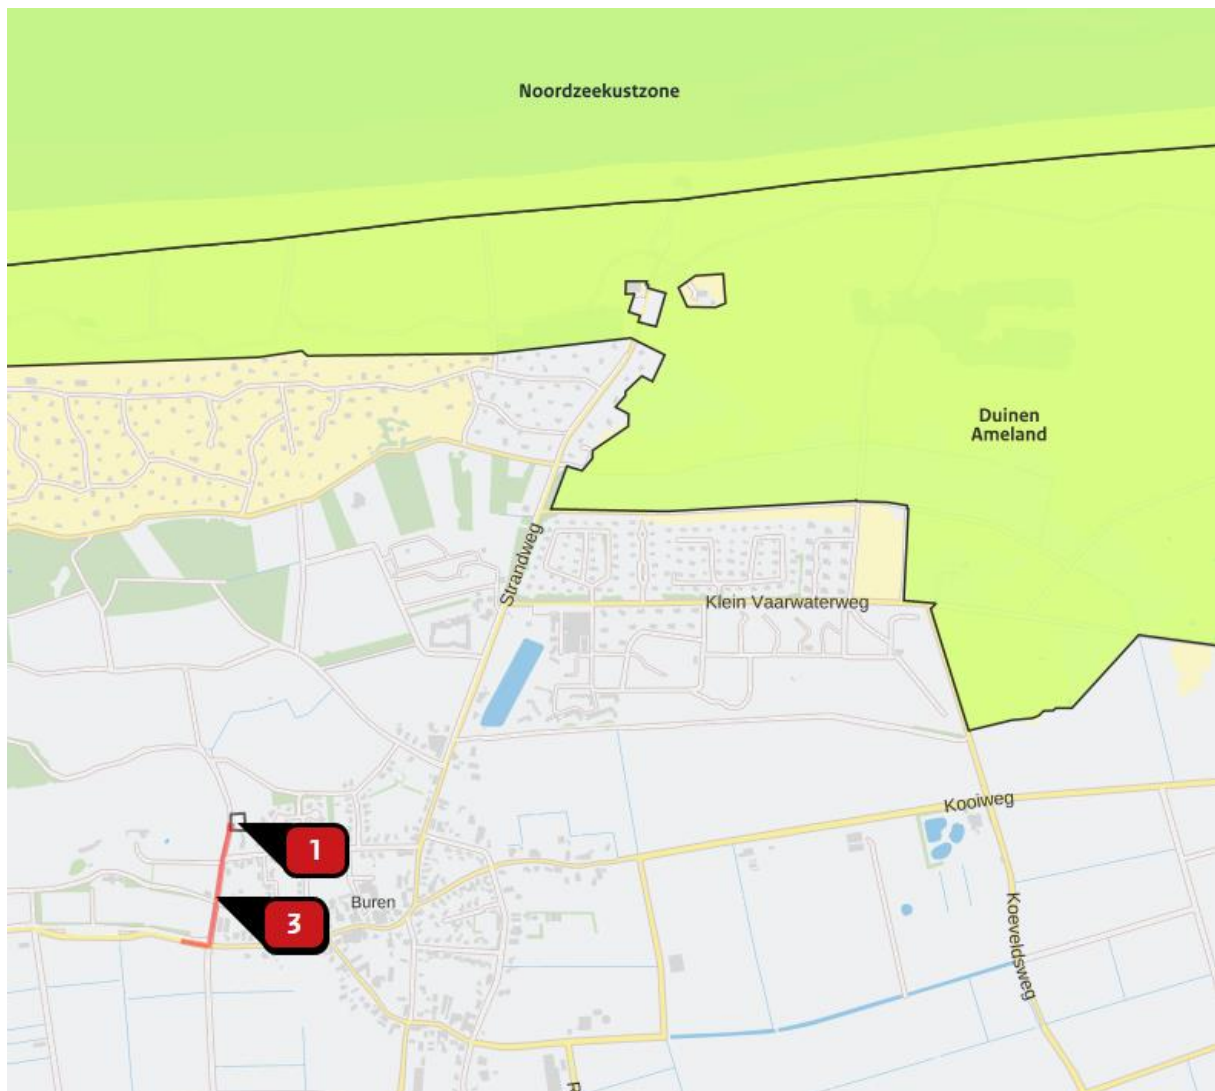 Noordzeekustzone
Duinen
Ameland
Strandweg
Klein Vaarwaterweg
Kooiweg
1
Buren
3
Koeveldsweg
R